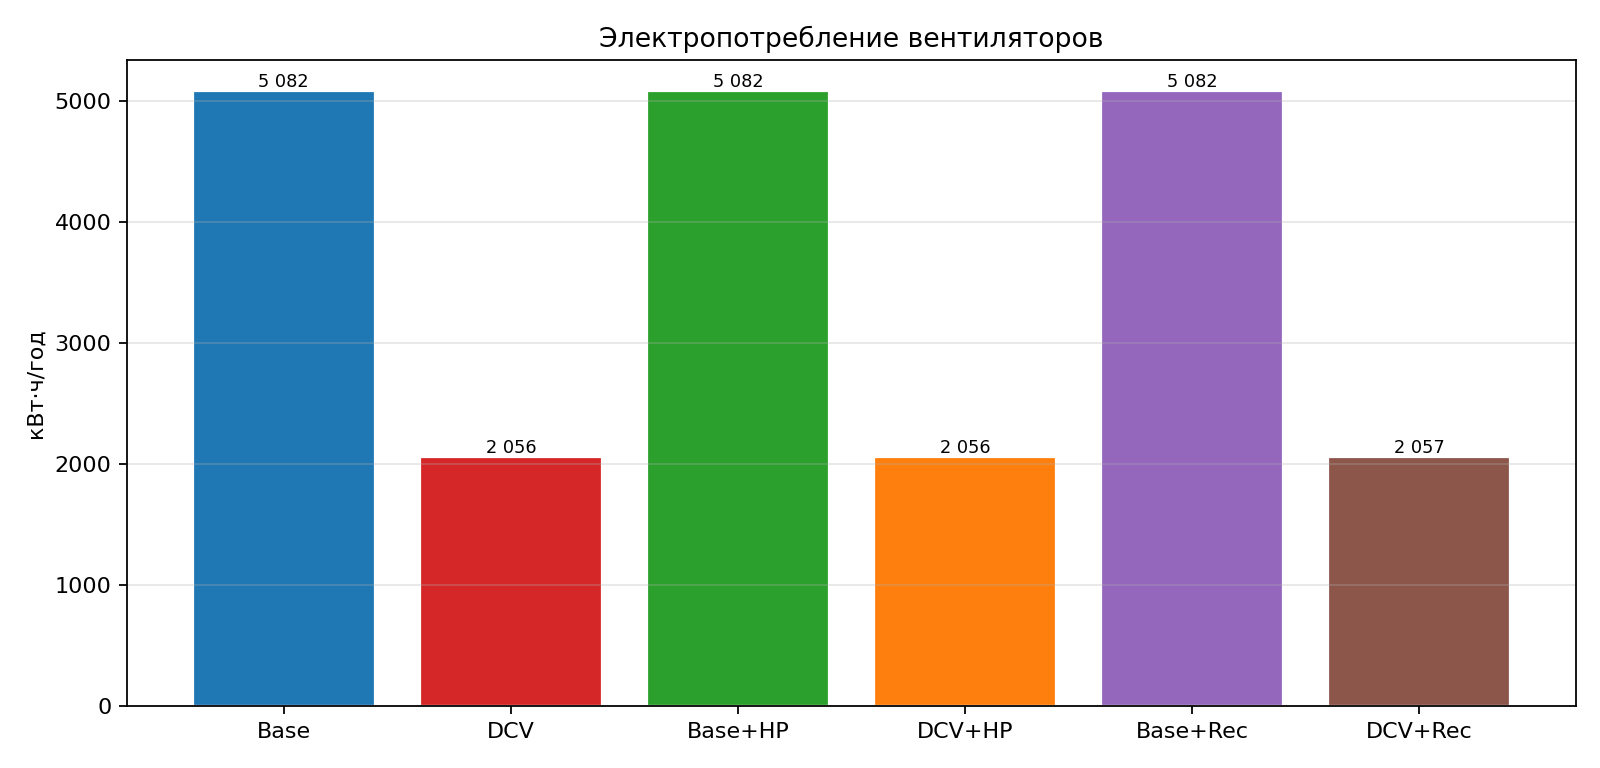 Электропотребление вентиляторов
кВт·ч/год
5000
4000
3000
2000
1000
0
5 082
2 056
5 082
2 056
5 082
2 057
Base
DCV
Base+HP
DCV+HP
Base+Rec
DCV+Rec